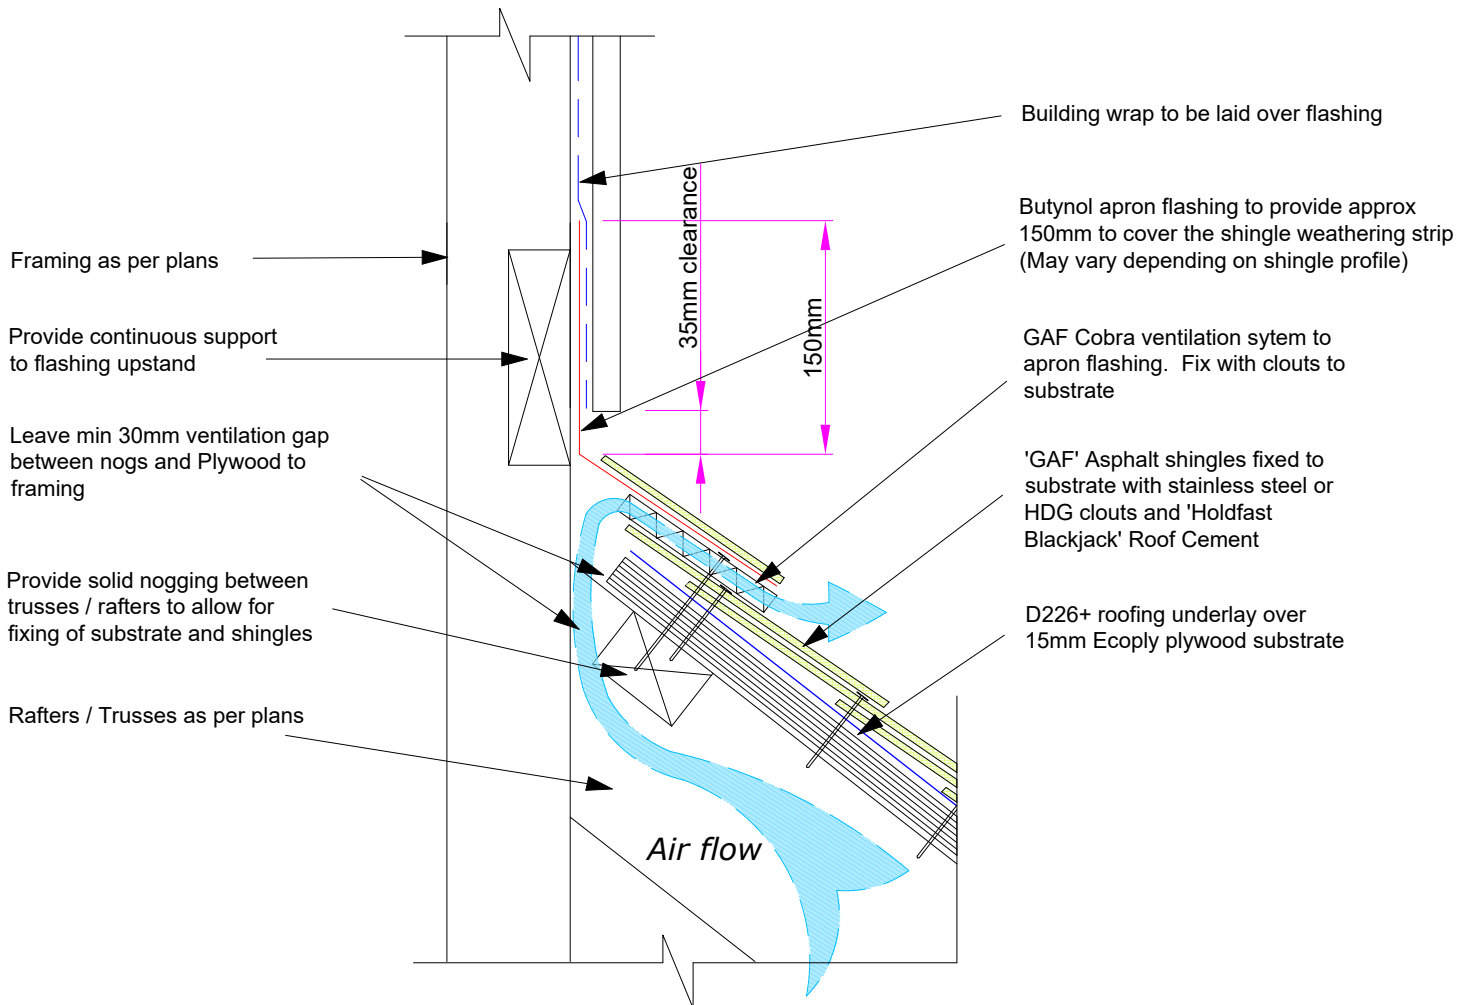 Building wrap to be laid over flashing
Butynol apron flashing to provide approx
150mm to cover the shingle weathering strip
(May vary depending on shingle profile)
Framing as per plans
35mm clearance
150mm
Provide continuous support
to flashing upstand
GAF Cobra ventilation sytem to
apron flashing.  Fix with clouts to
substrate
Leave min 30mm ventilation gap
between nogs and Plywood to
framing
'GAF' Asphalt shingles fixed to
substrate with stainless steel or
HDG clouts and 'Holdfast
Blackjack' Roof Cement
Provide solid nogging between
trusses / rafters to allow for
fixing of substrate and shingles
D226+ roofing underlay over
15mm Ecoply plywood substrate
Rafters / Trusses as per plans
Air flow